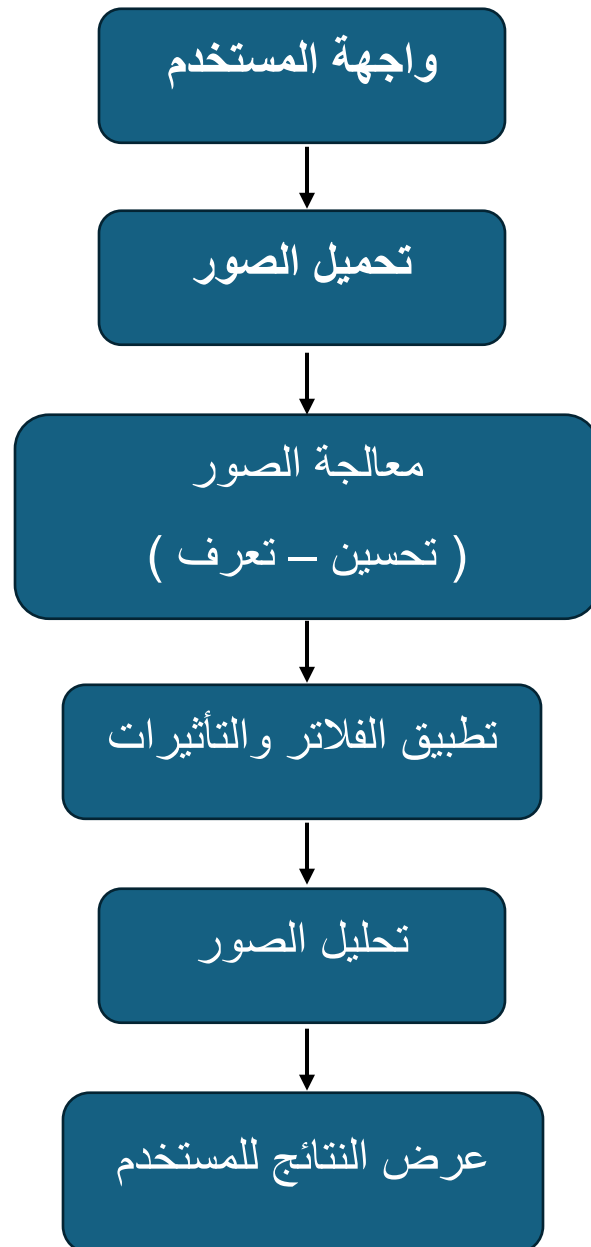 واجهة المستخدم
تحميل الصور
معالجة الصور
( تحسين – تعرف )
تطبيق الفلاتر والتأثيرات
تحليل الصور
عرض النتائج للمستخدم